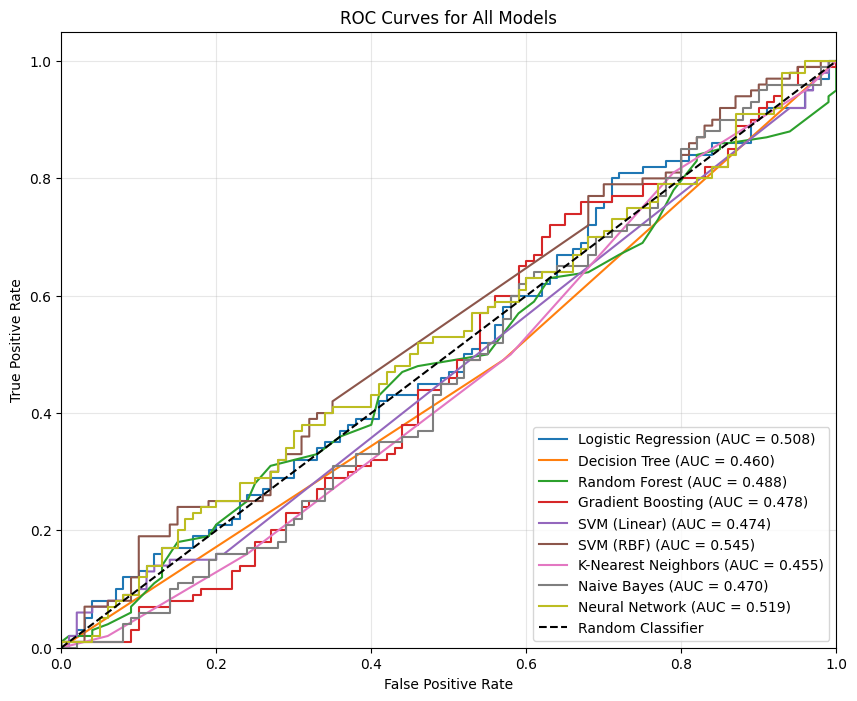 ROC Curves for All Models
True Positive Rate
1.0
0.8
0.6
0.4
0.2
0.0
0.0 0.2 0.4 0.6 0.8 1.0
False Positive Rate
Logistic Regression (AUC = 0.508)
Decision Tree (AUC = 0.460)
Random Forest (AUC = 0.488)
Gradient Boosting (AUC = 0.478)
SVM (Linear) (AUC = 0.474)
SVM (RBF) (AUC = 0.545)
K-Nearest Neighbors (AUC = 0.455)
Naive Bayes (AUC = 0.470)
Neural Network (AUC = 0.519)
Random Classifier